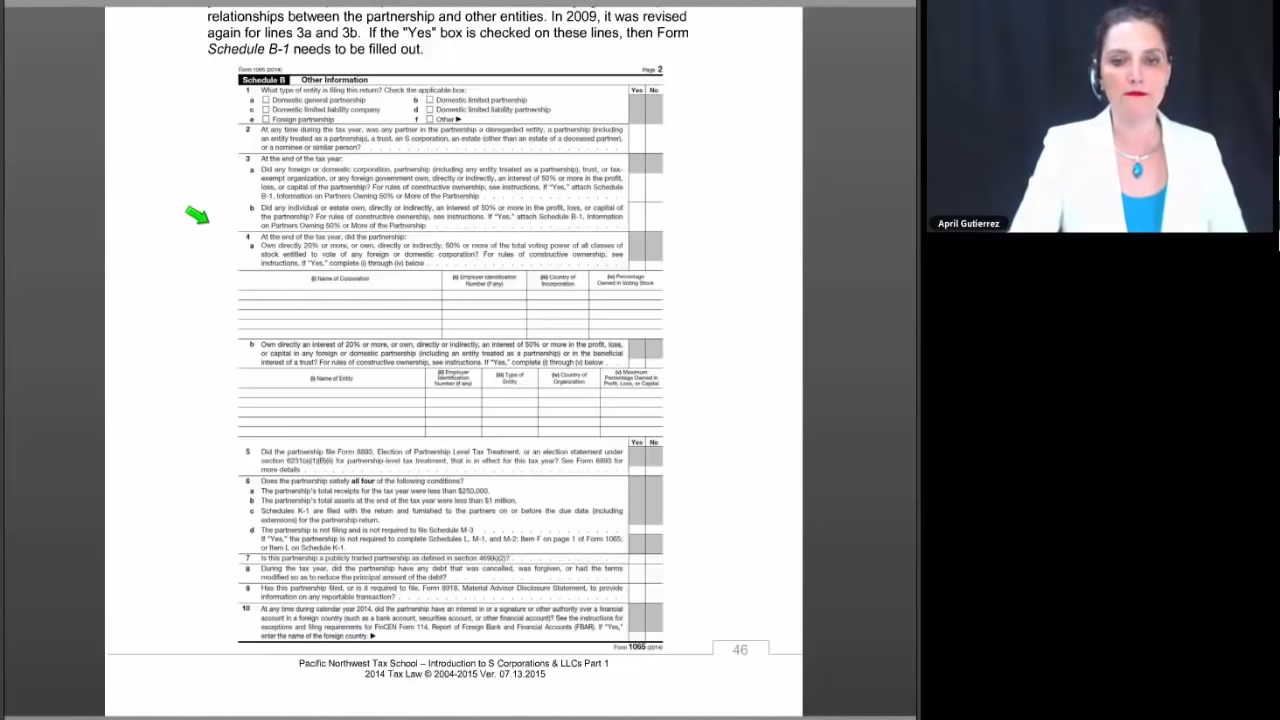 relationships between the partnership and other entities. In 2009, it was revised
again for lines 3a and 3b.  If the "Yes" box is checked on these lines, then Form
Schedule B-1 needs to be filled out.
Form 1065 (2014) Page 2
Schedule B Other Information
1 What type of entity is filing this return? Check the applicable box: Yes No
a Domestic general partnership b Domestic limited partnership
c Domestic limited liability company d Domestic limited liability partnership
e Foreign partnership f Other ▶
2 At any time during the tax year, was any partner in the partnership a disregarded entity, a partnership (including
an entity treated as a partnership), a trust, an S corporation, an estate (other than an estate of a deceased partner),
or a nominee or similar person?
3 At the end of the tax year:
a Did any foreign or domestic corporation, partnership (including any entity treated as a partnership), trust, or tax-
exempt organization, or any foreign government own, directly or indirectly, an interest of 50% or more in the profit,
loss, or capital of the partnership? For rules of constructive ownership, see instructions. If "Yes," attach Schedule
B-1, Information on Partners Owning 50% or More of the Partnership
b Did any individual or estate own, directly or indirectly, an interest of 50% or more in the profit, loss, or capital of
the partnership? For rules of constructive ownership, see instructions. If "Yes," attach Schedule B-1, Information
on Partners Owning 50% or More of the Partnership
4 At the end of the tax year, did the partnership:
a Own directly 20% or more, or own, directly or indirectly, 50% or more of the total voting power of all classes of
stock entitled to vote of any foreign or domestic corporation? For rules of constructive ownership, see
instructions. If "Yes," complete (i) through (iv) below
(i) Name of Corporation (ii) Employer Identification Number (if any) (iii) Country of Incorporation (iv) Percentage Owned in Voting Stock
b Own directly an interest of 20% or more, or own, directly or indirectly, an interest of 50% or more in the profit, loss,
or capital in any foreign or domestic partnership (including an entity treated as a partnership) or in the beneficial
interest of a trust? For rules of constructive ownership, see instructions. If "Yes," complete (i) through (v) below
(i) Name of Entity (ii) Employer Identification Number (if any) (iii) Type of Entity (iv) Country of Organization (v) Maximum Percentage Owned in Profit, Loss, or Capital
Yes No
5 Did the partnership file Form 8893, Election of Partnership Level Tax Treatment, or an election statement under
section 6231(a)(1)(B)(ii) for partnership-level tax treatment, that is in effect for this tax year? See Form 8893 for
more details
6 Does the partnership satisfy all four of the following conditions?
a The partnership's total receipts for the tax year were less than $250,000.
b The partnership's total assets at the end of the tax year were less than $1 million.
c Schedules K-1 are filed with the return and furnished to the partners on or before the due date (including
extensions) for the partnership return.
d The partnership is not filing and is not required to file Schedule M-3
If "Yes," the partnership is not required to complete Schedules L, M-1, and M-2; Item F on page 1 of Form 1065;
or Item L on Schedule K-1.
7 Is this partnership a publicly traded partnership as defined in section 469(k)(2)?
8 During the tax year, did the partnership have any debt that was cancelled, was forgiven, or had the terms
modified so as to reduce the principal amount of the debt?
9 Has this partnership filed, or is it required to file, Form 8918, Material Advisor Disclosure Statement, to provide
information on any reportable transaction?
10 At any time during calendar year 2014, did the partnership have an interest in or a signature or other authority over a financial
account in a foreign country (such as a bank account, securities account, or other financial account)? See the instructions for
exceptions and filing requirements for FinCEN Form 114, Report of Foreign Bank and Financial Accounts (FBAR). If "Yes,"
enter the name of the foreign country. ▶
Form 1065 (2014)
46
Pacific Northwest Tax School – Introduction to S Corporations & LLCs Part 1
2014 Tax Law © 2004-2015 Ver. 07.13.2015
April Gutierrez